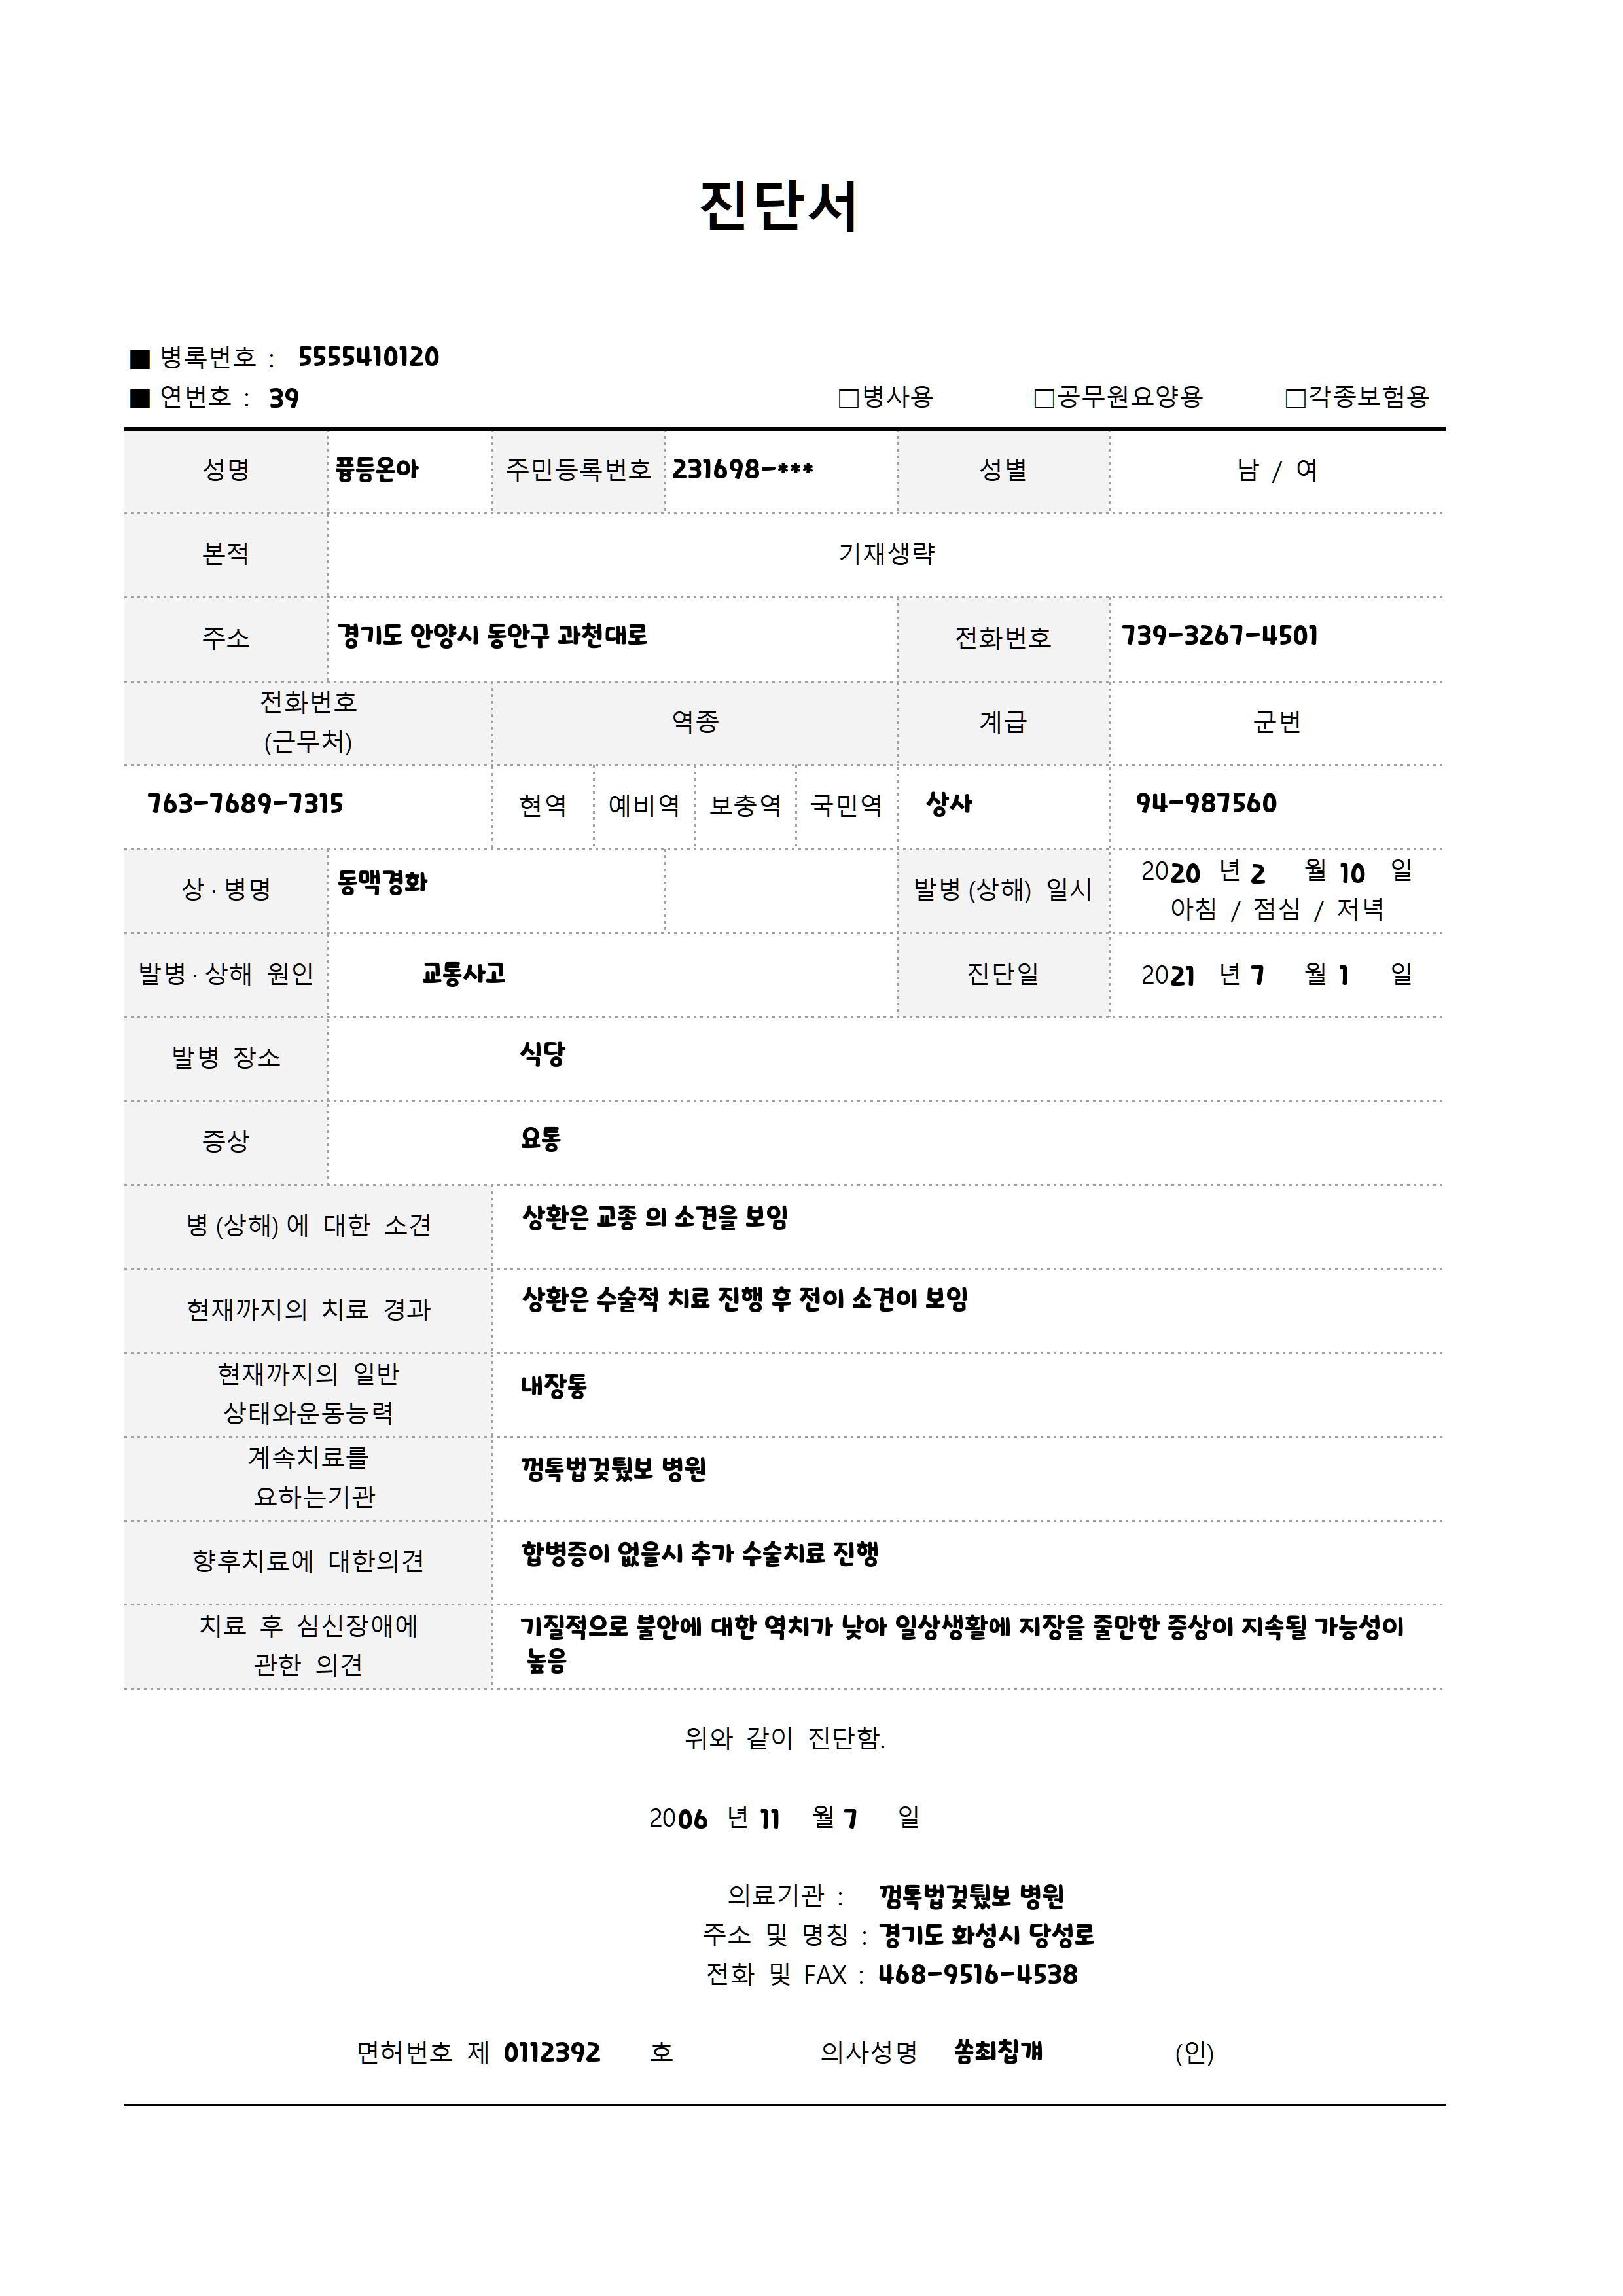 진단서
■ 병록번호 : 5555410120
■ 연번호 : 39 □병사용 □공무원요양용 □각종보험용
성명 퓹듬온아 주민등록번호 231698-*** 성별 남 / 여
본적 기재생략
주소 경기도 안양시 동안구 과천대로 전화번호 739-3267-4501
전화번호
(근무처) 역종 계급 군번
763-7689-7315 현역 예비역 보충역 국민역 상사 94-987560
상·병명 동맥경화 발병(상해) 일시 2020 년 2 월 10 일
아침 / 점심 / 저녁
발병·상해 원인 교통사고 진단일 2021 년 7 월 1 일
발병 장소 식당
증상 요통
병(상해)에 대한 소견 상환은 교종 의 소견을 보임
현재까지의 치료 경과 상환은 수술적 치료 진행 후 전이 소견이 보임
현재까지의 일반
상태와운동능력 내장통
계속치료를
요하는기관 껌톡법겆퉜보 병원
향후치료에 대한의견 합병증이 없을시 추가 수술치료 진행
치료 후 심신장애에
관한 의견 기질적으로 불안에 대한 역치가 낮아 일상생활에 지장을 줄만한 증상이 지속될 가능성이
높음
위와 같이 진단함.
2006 년 11 월 7 일
의료기관 : 껌톡법겆퉜보 병원
주소 및 명칭 : 경기도 화성시 당성로
전화 및 FAX : 468-9516-4538
면허번호 제 0112392 호 의사성명 쏨최칩걔 (인)